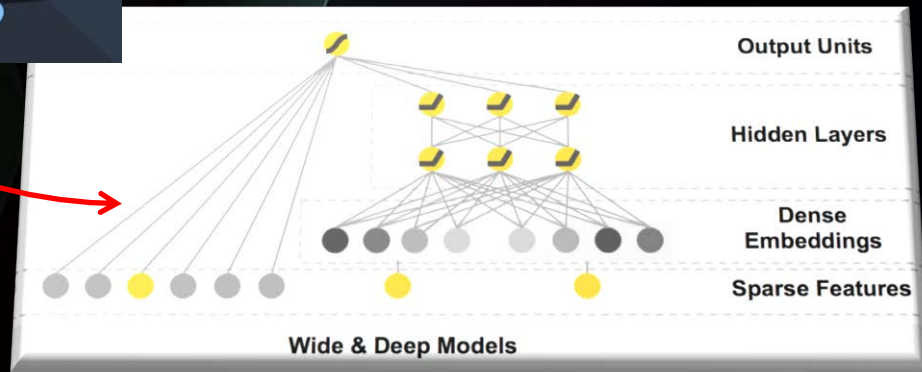 Output Units
Hidden Layers
Dense
Embeddings
Sparse Features
Wide & Deep Models